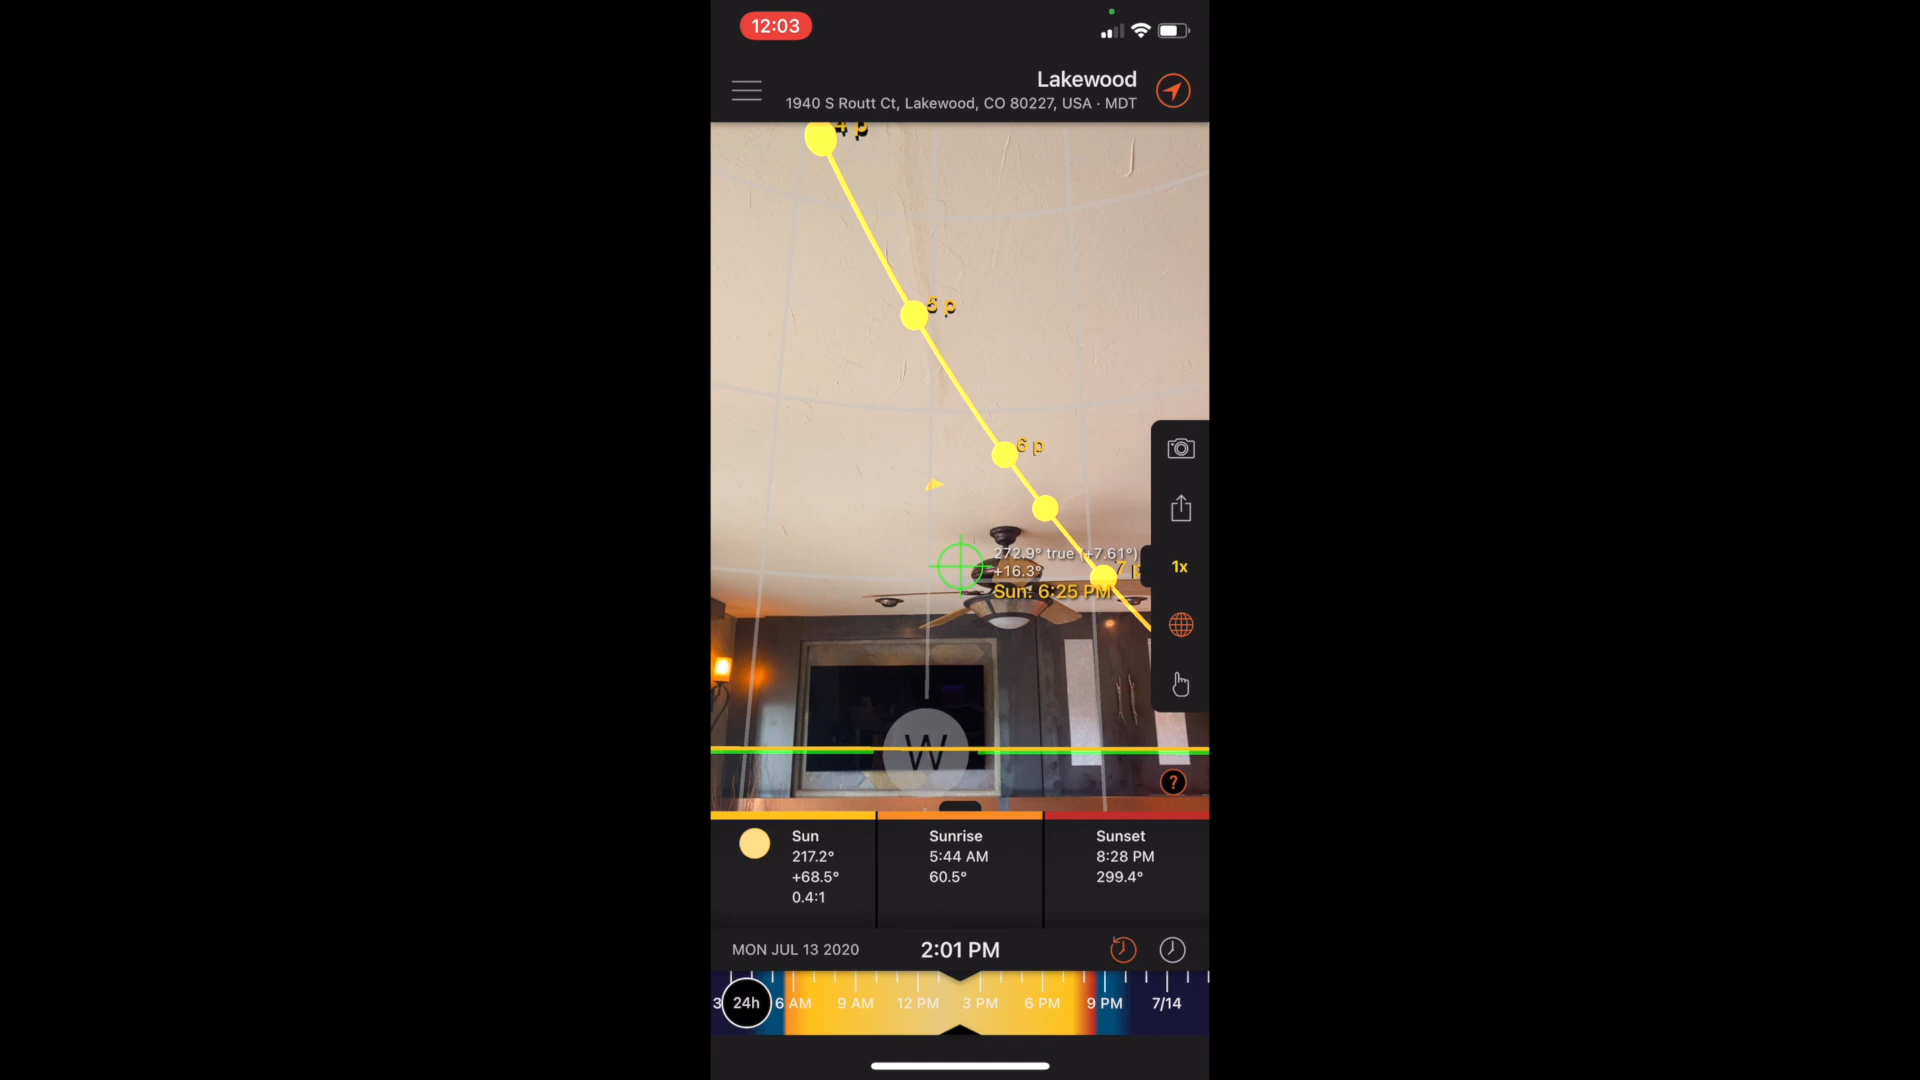 12:03
Lakewood
1940 S Routt Ct, Lakewood, CO 80227, USA · MDT
4 p
5 p
6 p
272.9° true (+7.61°)
+16.3°
7 p
1x
Sun: 6:25 PM
W
?
Sun
217.2°
+68.5°
0.4:1
Sunrise
5:44 AM
60.5°
Sunset
8:28 PM
299.4°
MON JUL 13 2020
2:01 PM
3
24h
6 AM
9 AM
12 PM
3 PM
6 PM
9 PM
7/14